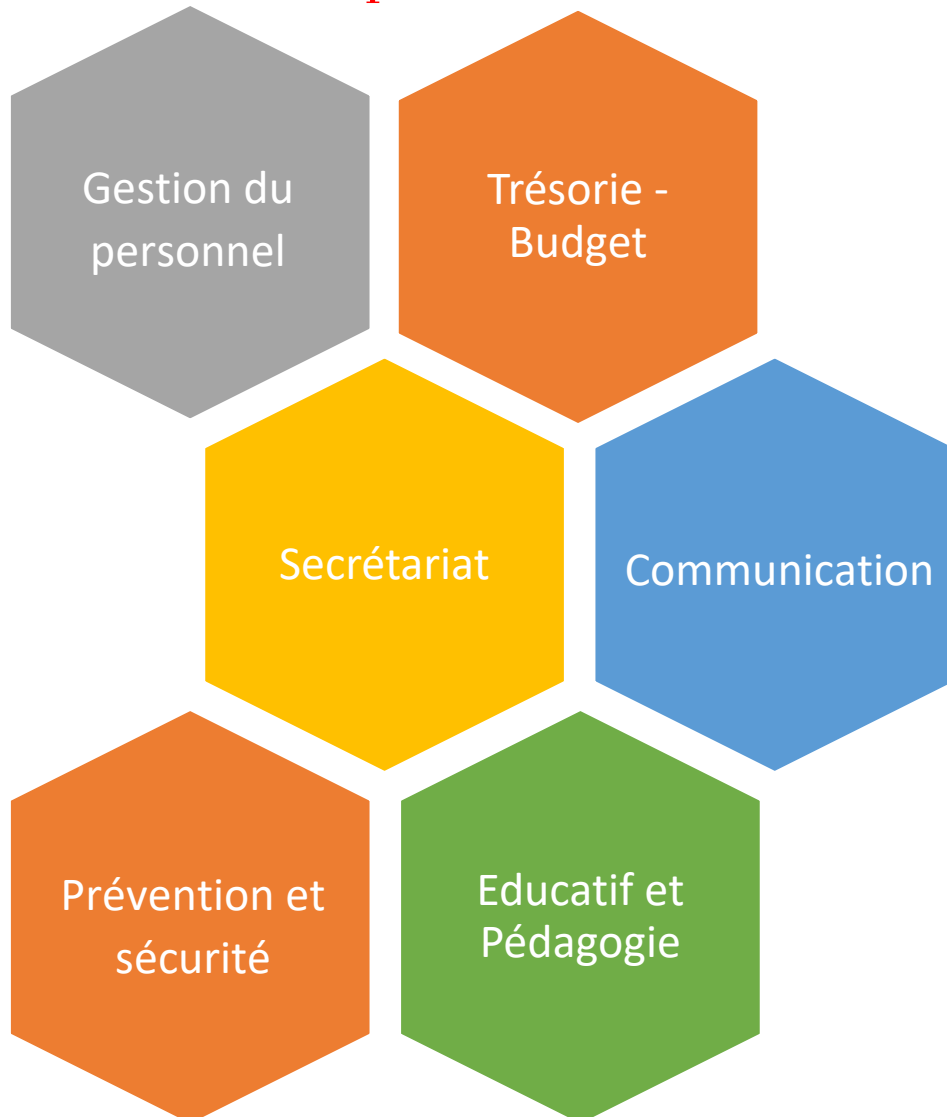 Gestion du
personnel
Trésorie -
Budget
Secrétariat
Communication
Prévention et
sécurité
Educatif et
Pédagogie